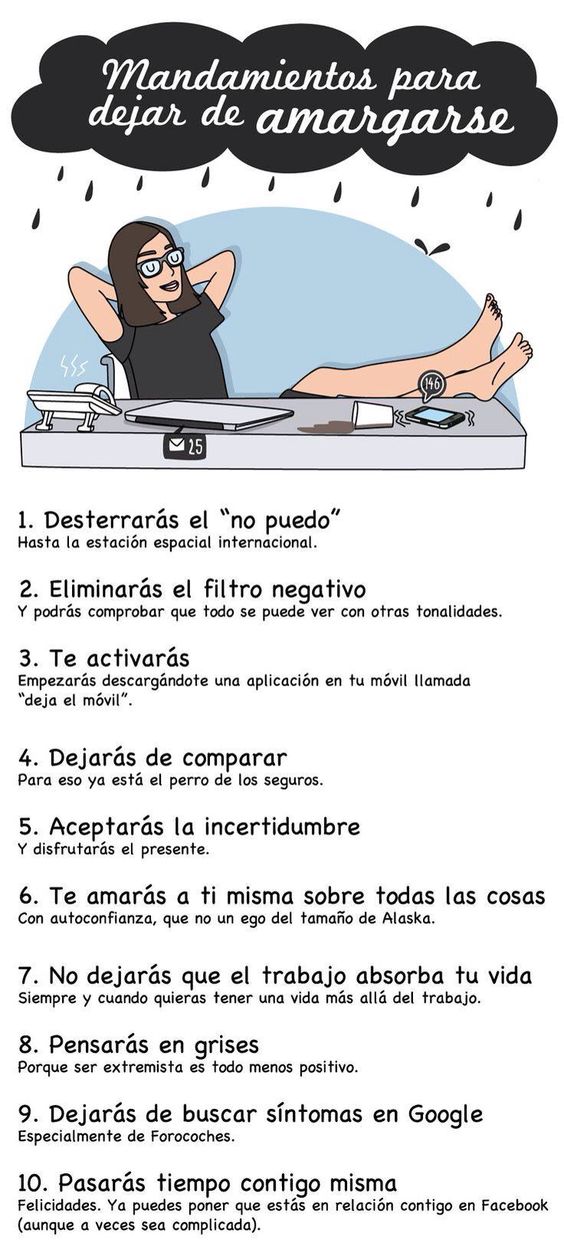 Mandamientos para
dejar de amargarse
146
25
1. Desterrarás el “no puedo”
Hasta la estación espacial internacional.
2. Eliminarás el filtro negativo
Y podrás comprobar que todo se puede ver con otras tonalidades.
3. Te activarás
Empezarás descargándote una aplicación en tu móvil llamada
“deja el móvil”.
4. Dejarás de comparar
Para eso ya está el perro de los seguros.
5. Aceptarás la incertidumbre
Y disfrutarás el presente.
6. Te amarás a ti misma sobre todas las cosas
Con autoconfianza, que no un ego del tamaño de Alaska.
7. No dejarás que el trabajo absorba tu vida
Siempre y cuando quieras tener una vida más allá del trabajo.
8. Pensarás en grises
Porque ser extremista es todo menos positivo.
9. Dejarás de buscar síntomas en Google
Especialmente de Forocoches.
10. Pasarás tiempo contigo misma
Felicidades. Ya puedes poner que estás en relación contigo en Facebook
(aunque a veces sea complicada).